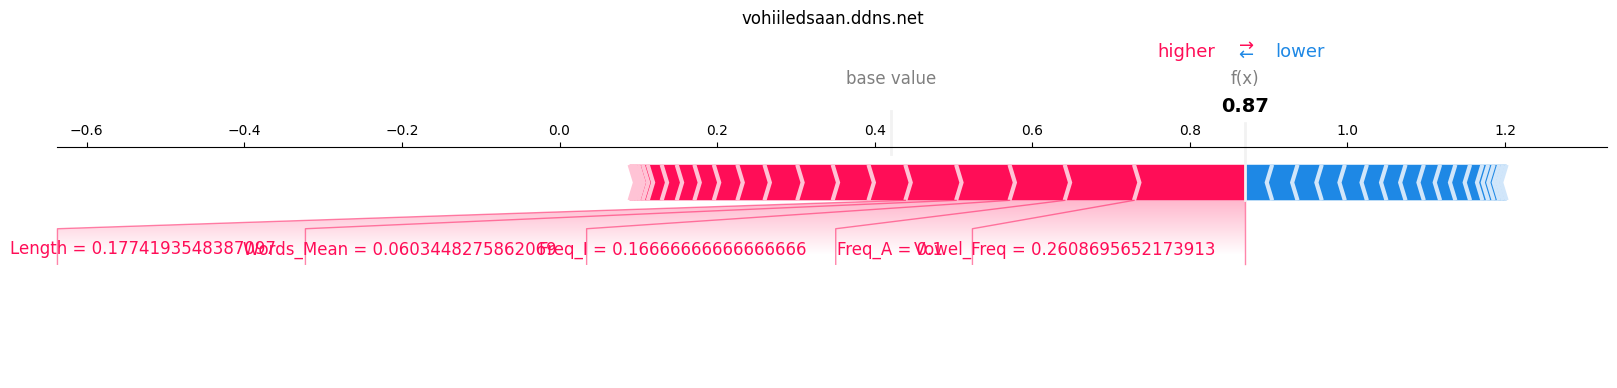 vohiiledsaan.ddns.net
higher → ← lower
base value f(x)
0.87
−0.6 −0.4 −0.2 0.0 0.2 0.4 0.6 0.8 1.0 1.2
Length = 0.1774193548387097 Words_Mean = 0.0603448275862069 Freq_I = 0.16666666666666666 Freq_A = 0.1 Vowel_Freq = 0.2608695652173913